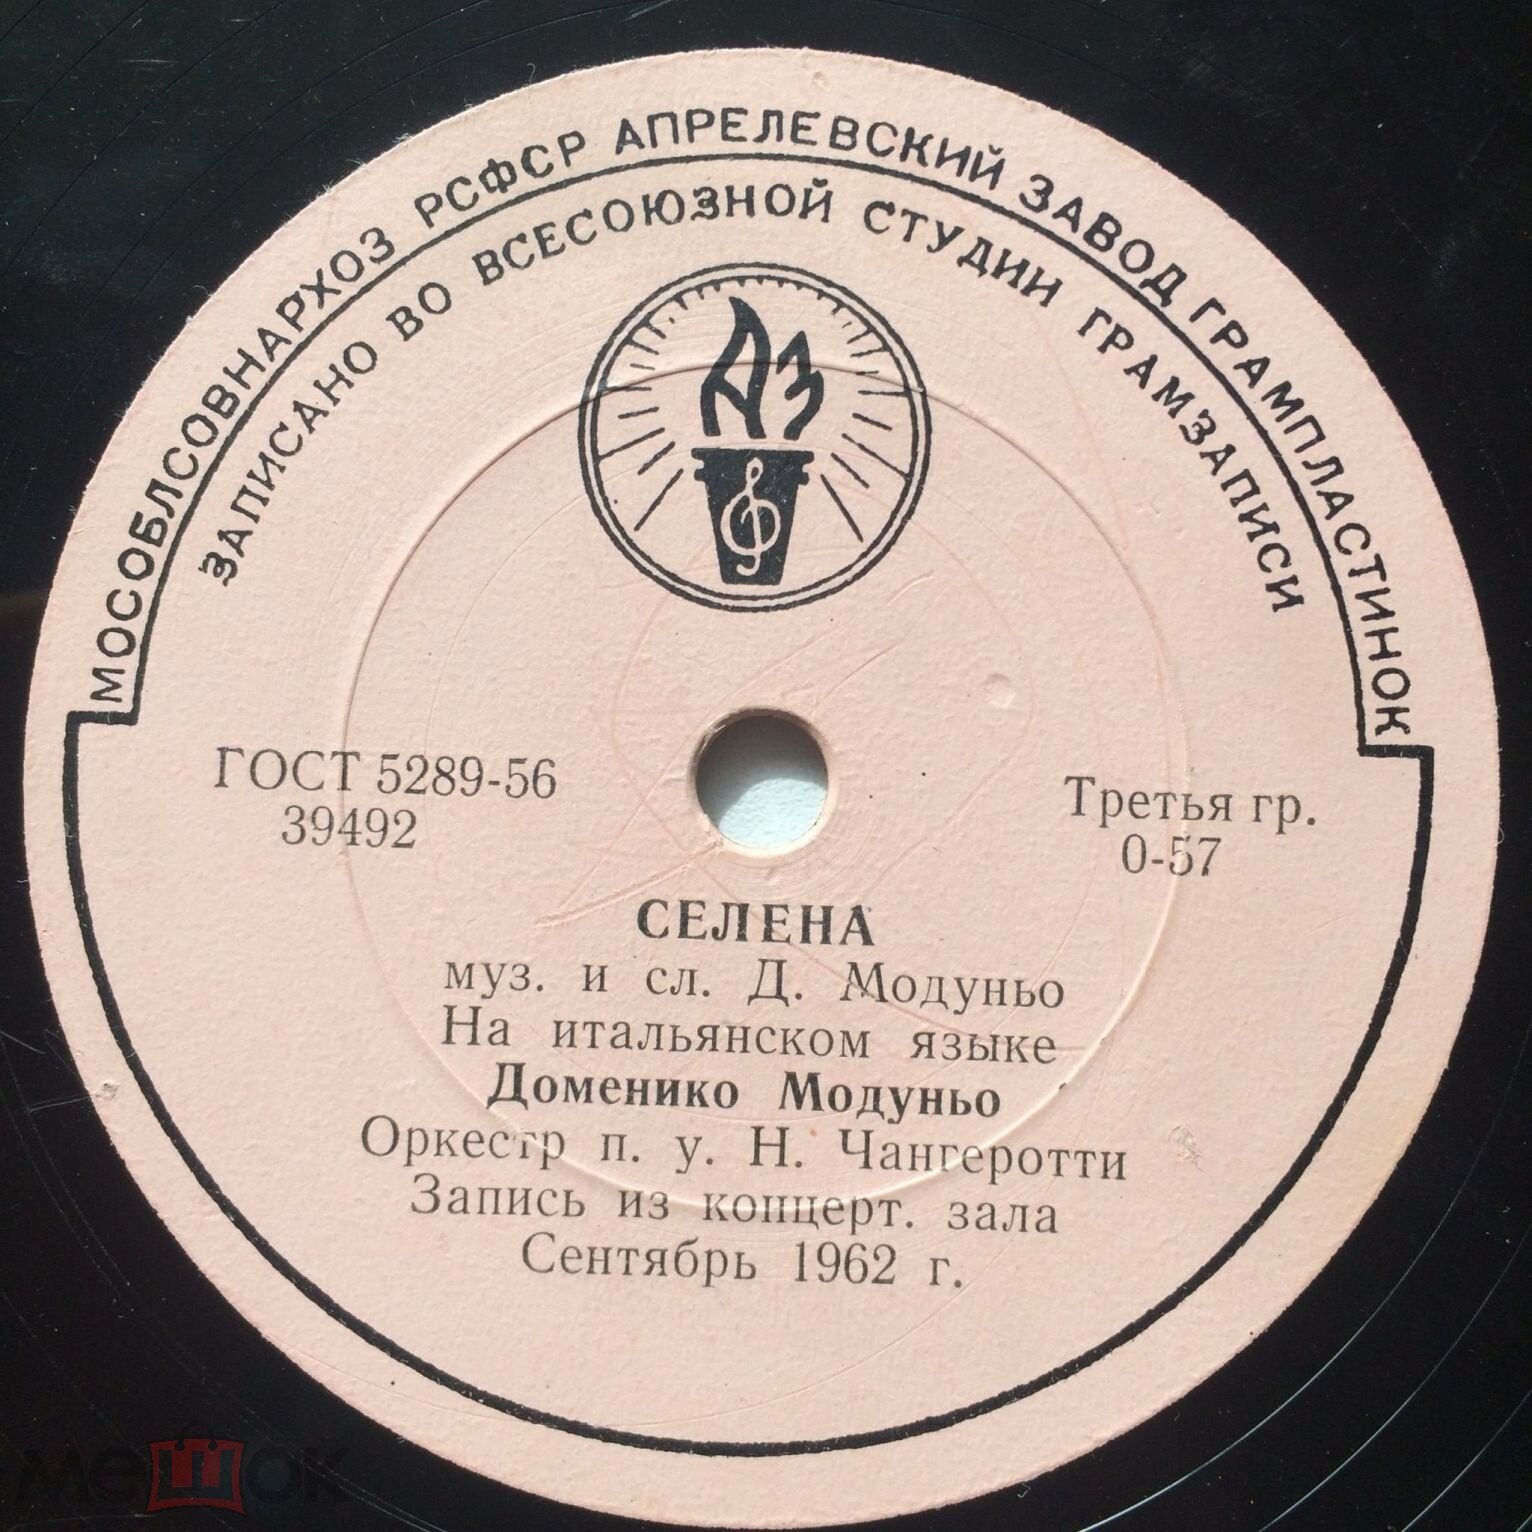 МОСОБЛСОВНАРХОЗ РСФСР АПРЕЛЕВСКИЙ ЗАВОД ГРАМПЛАСТИНОК
ЗАПИСАНО ВО ВСЕСОЮЗНОЙ СТУДИИ ГРАМЗАПИСИ
АЗ
ГОСТ 5289-56
39492
Третья гр.
0-57
СЕЛЕНА
муз. и сл. Д. Модуньо
На итальянском языке
Доменико Модуньо
Оркестр п. у. Н. Чангеротти
Запись из концерт. зала
Сентябрь 1962 г.
мешок